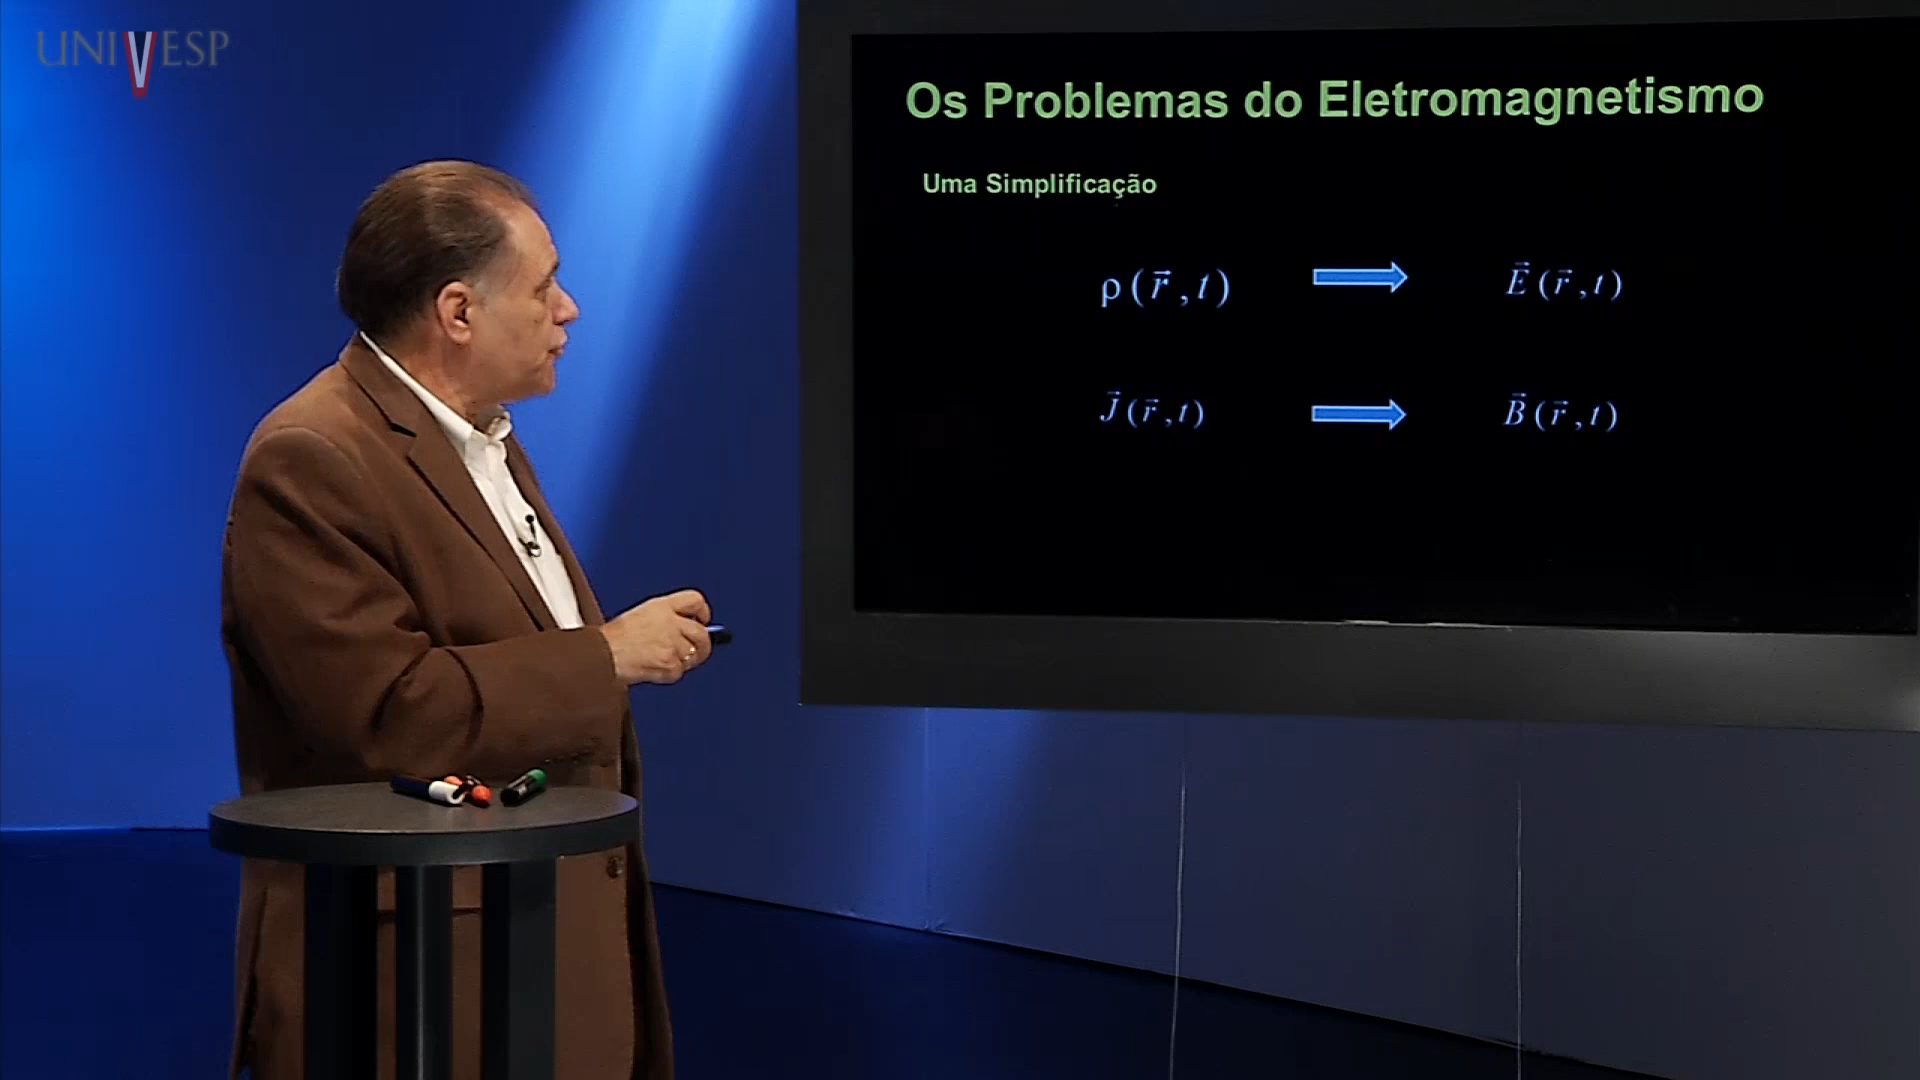 UNIVESP
Os Problemas do Eletromagnetismo
Uma Simplificação
ρ(r⃗,t) ⟹ E⃗(r⃗,t)
J⃗(r⃗,t) ⟹ B⃗(r⃗,t)